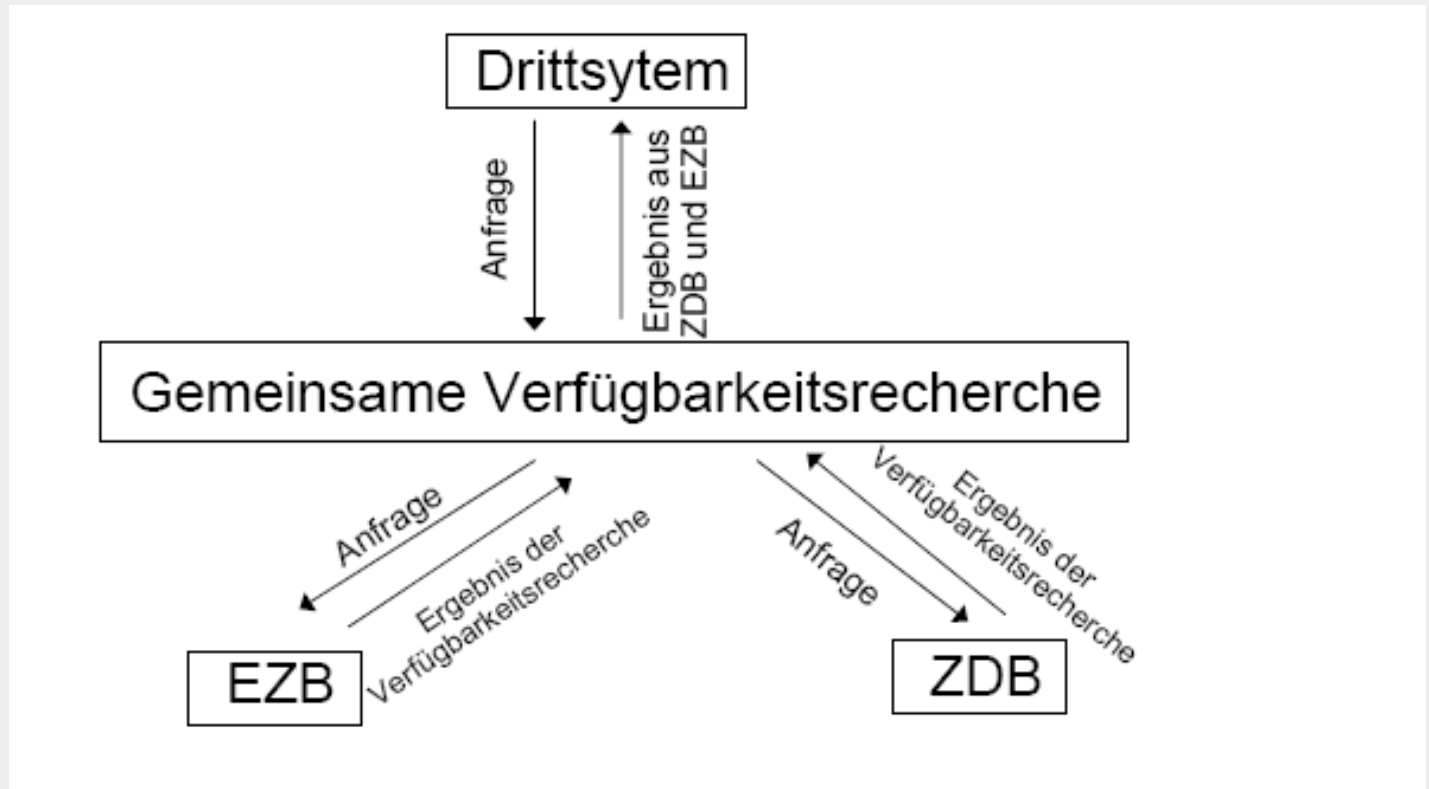 Drittsytem
Anfrage
Ergebnis aus
ZDB und EZB
Gemeinsame Verfügbarkeitsrecherche
Anfrage
Ergebnis der
Verfügbarkeitsrecherche
Anfrage
Ergebnis der
Verfügbarkeitsrecherche
EZB
ZDB